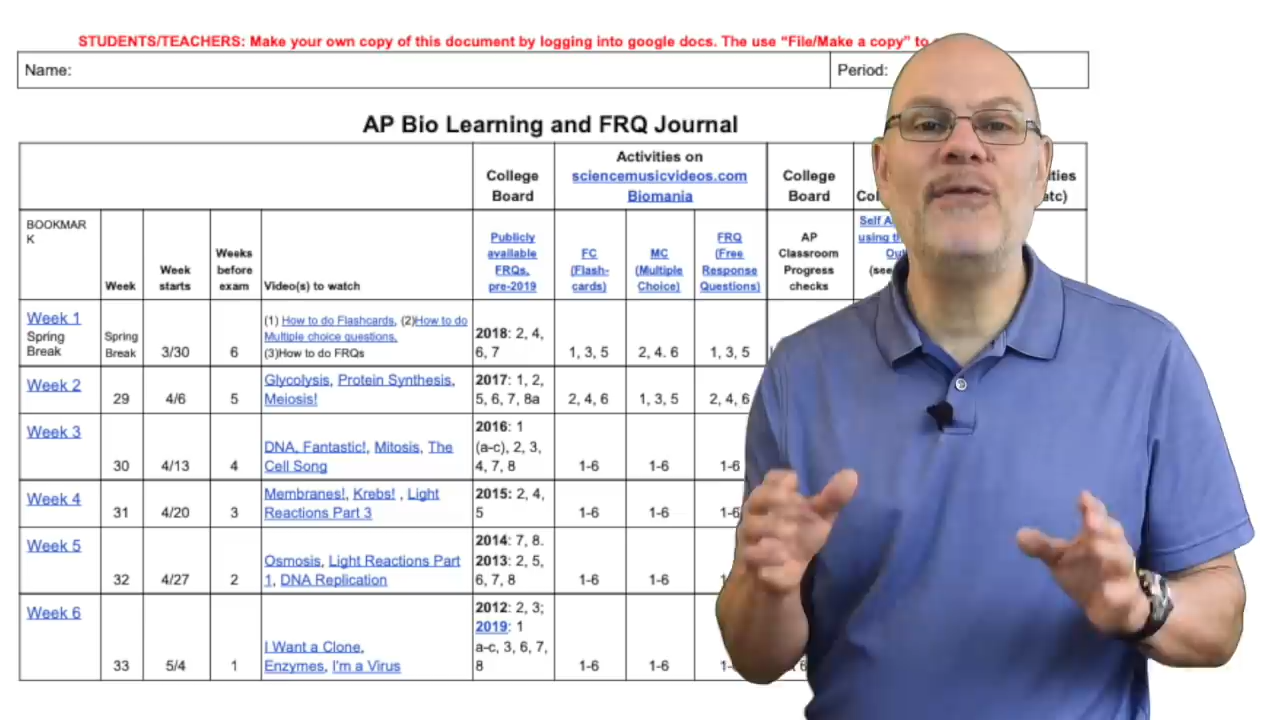 STUDENTS/TEACHERS: Make your own copy of this document by logging into google docs. The use “File/Make a copy” to
Name:
Period:
AP Bio Learning and FRQ Journal
College Board
Activities on
sciencemusicvideos.com
Biomania
College Board
BOOKMAR
K
Week
Week starts
Weeks before exam
Video(s) to watch
Publicly available FRQs, pre-2019
FC (Flash-cards)
MC (Multiple Choice)
FRQ (Free Response Questions)
AP Classroom Progress checks
Self
using
(see
Week 1
Spring
Break
Spring
Break
3/30
6
(1) How to do Flashcards, (2)How to do
Multiple choice questions,
(3)How to do FRQs
2018: 2, 4,
6, 7
1, 3, 5
2, 4. 6
1, 3, 5
Week 2
29
4/6
5
Glycolysis, Protein Synthesis,
Meiosis!
2017: 1, 2,
5, 6, 7, 8a
2, 4, 6
1, 3, 5
2, 4, 6
Week 3
30
4/13
4
DNA, Fantastic!, Mitosis, The
Cell Song
2016: 1
(a-c), 2, 3,
4, 7, 8
1-6
1-6
1-6
Week 4
31
4/20
3
Membranes!, Krebs! , Light
Reactions Part 3
2015: 2, 4,
5
1-6
1-6
1-6
Week 5
32
4/27
2
Osmosis, Light Reactions Part
1, DNA Replication
2014: 7, 8.
2013: 2, 5,
6, 7, 8
1-6
1-6
Week 6
33
5/4
1
I Want a Clone,
Enzymes, I'm a Virus
2012: 2, 3;
2019: 1
a-c, 3, 6, 7,
8
1-6
1-6